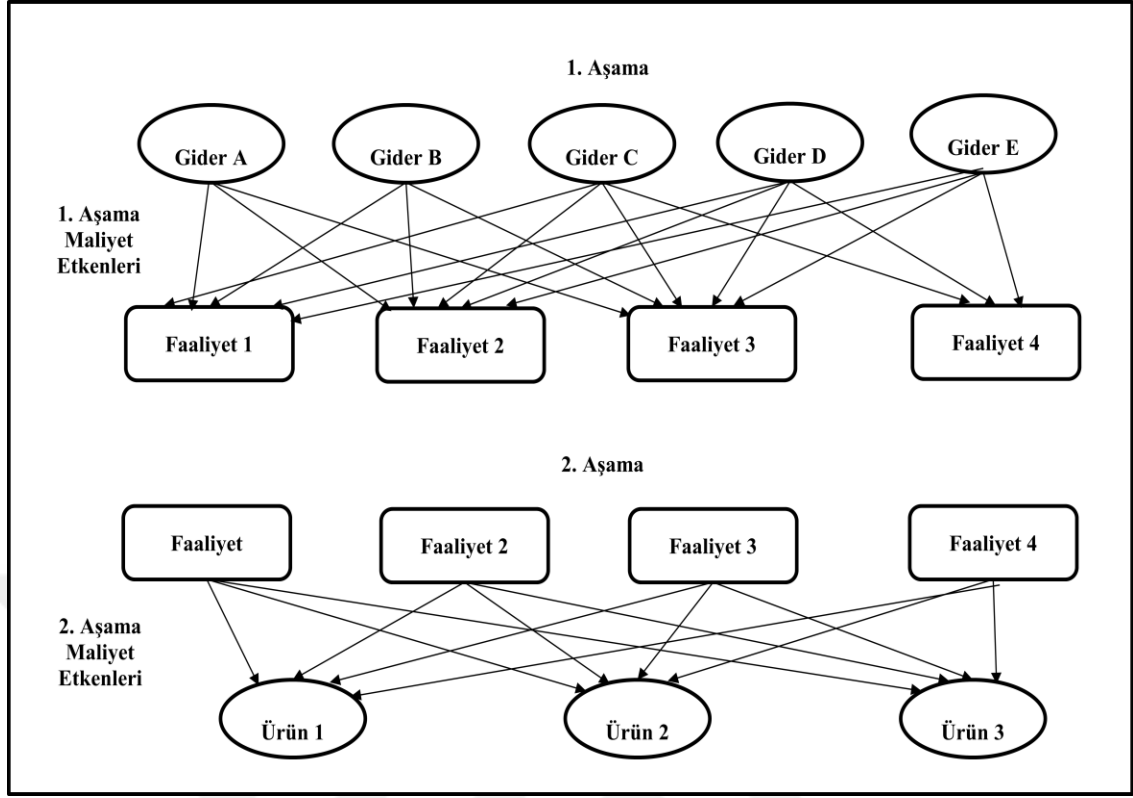 1. Aşama
Gider A
Gider B
Gider C
Gider D
Gider E
1. Aşama
Maliyet
Etkenleri
Faaliyet 1
Faaliyet 2
Faaliyet 3
Faaliyet 4
2. Aşama
Faaliyet
Faaliyet 2
Faaliyet 3
Faaliyet 4
2. Aşama
Maliyet
Etkenleri
Ürün 1
Ürün 2
Ürün 3